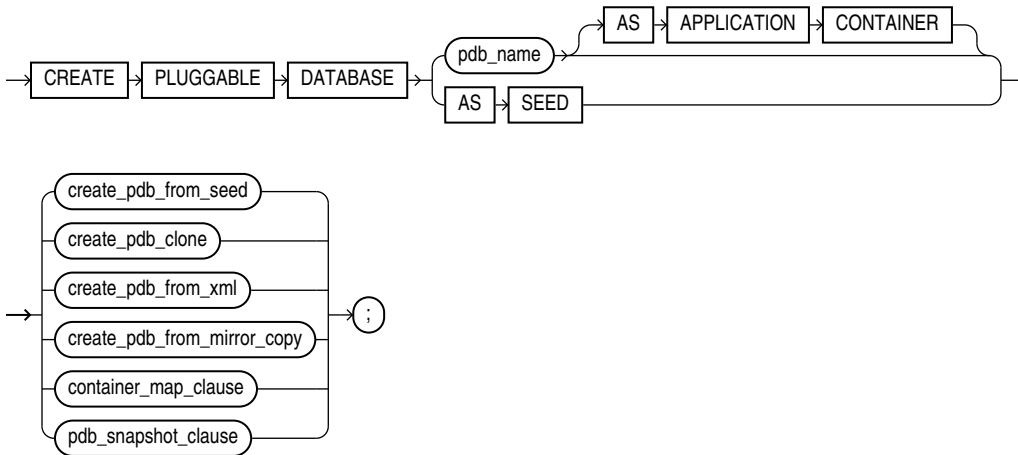 AS APPLICATION CONTAINER
pdb_name
CREATE PLUGGABLE DATABASE
AS SEED
create_pdb_from_seed
create_pdb_clone
create_pdb_from_xml
create_pdb_from_mirror_copy
container_map_clause
pdb_snapshot_clause
;